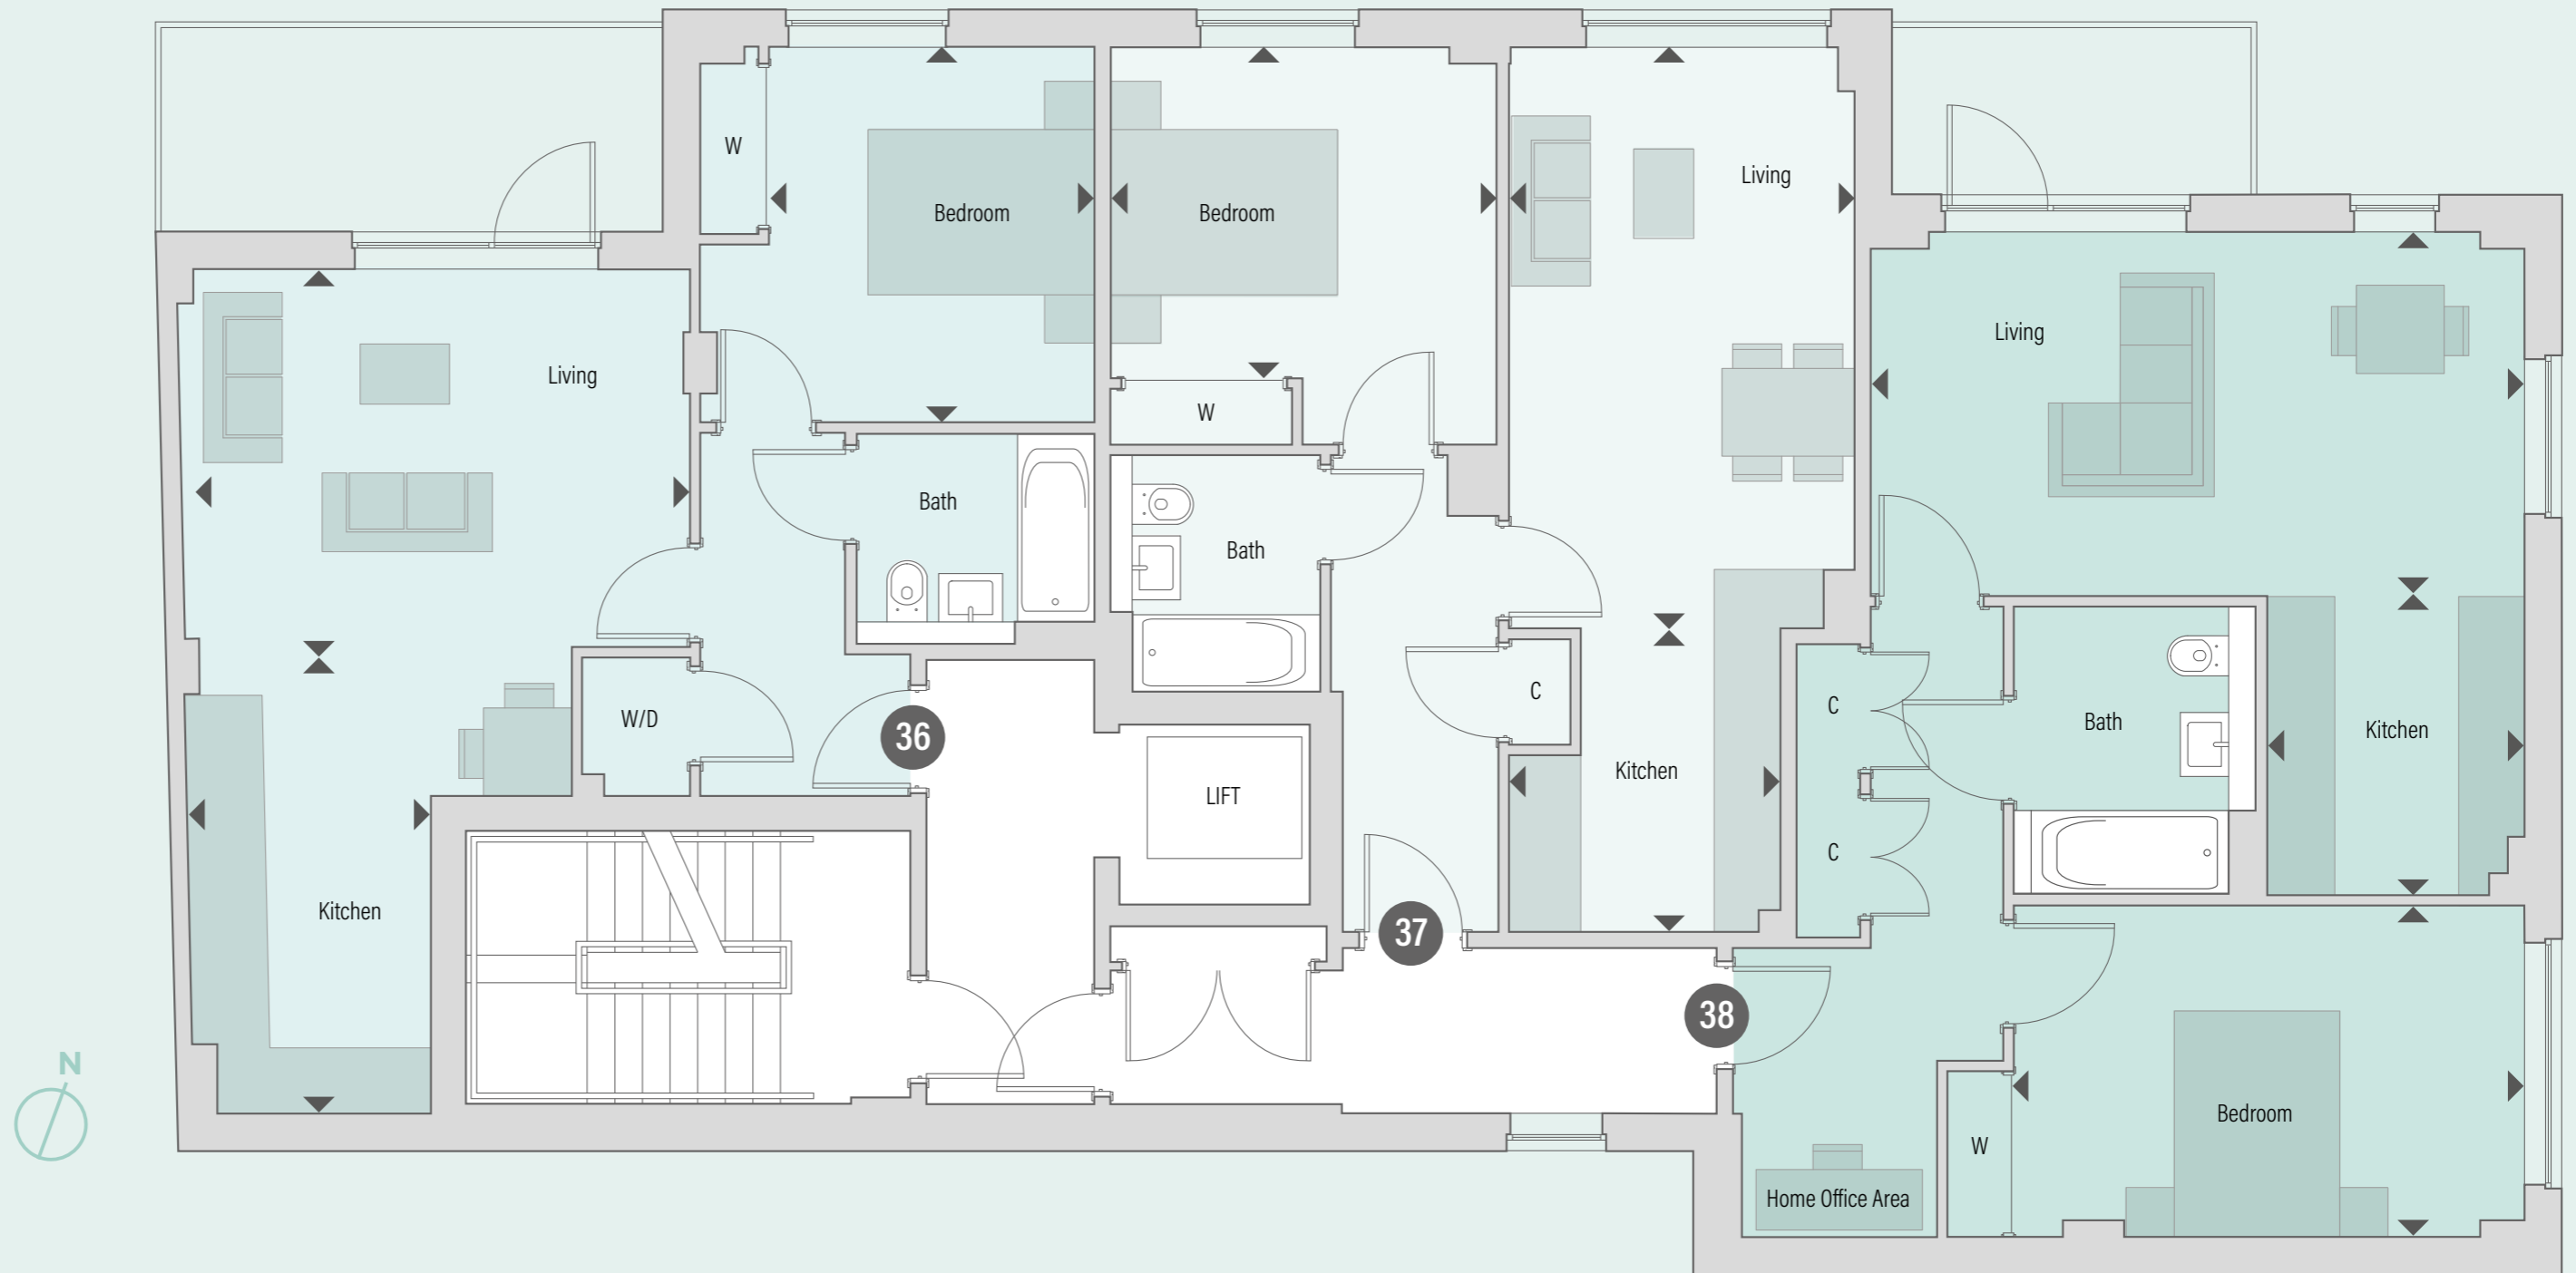 W
Bedroom
Bedroom
Living
Living
Living
W
Bath
Bath
W/D
36
C
C
Bath
Kitchen
LIFT
Kitchen
C
Kitchen
37
38
N
Bedroom
W
Home Office Area